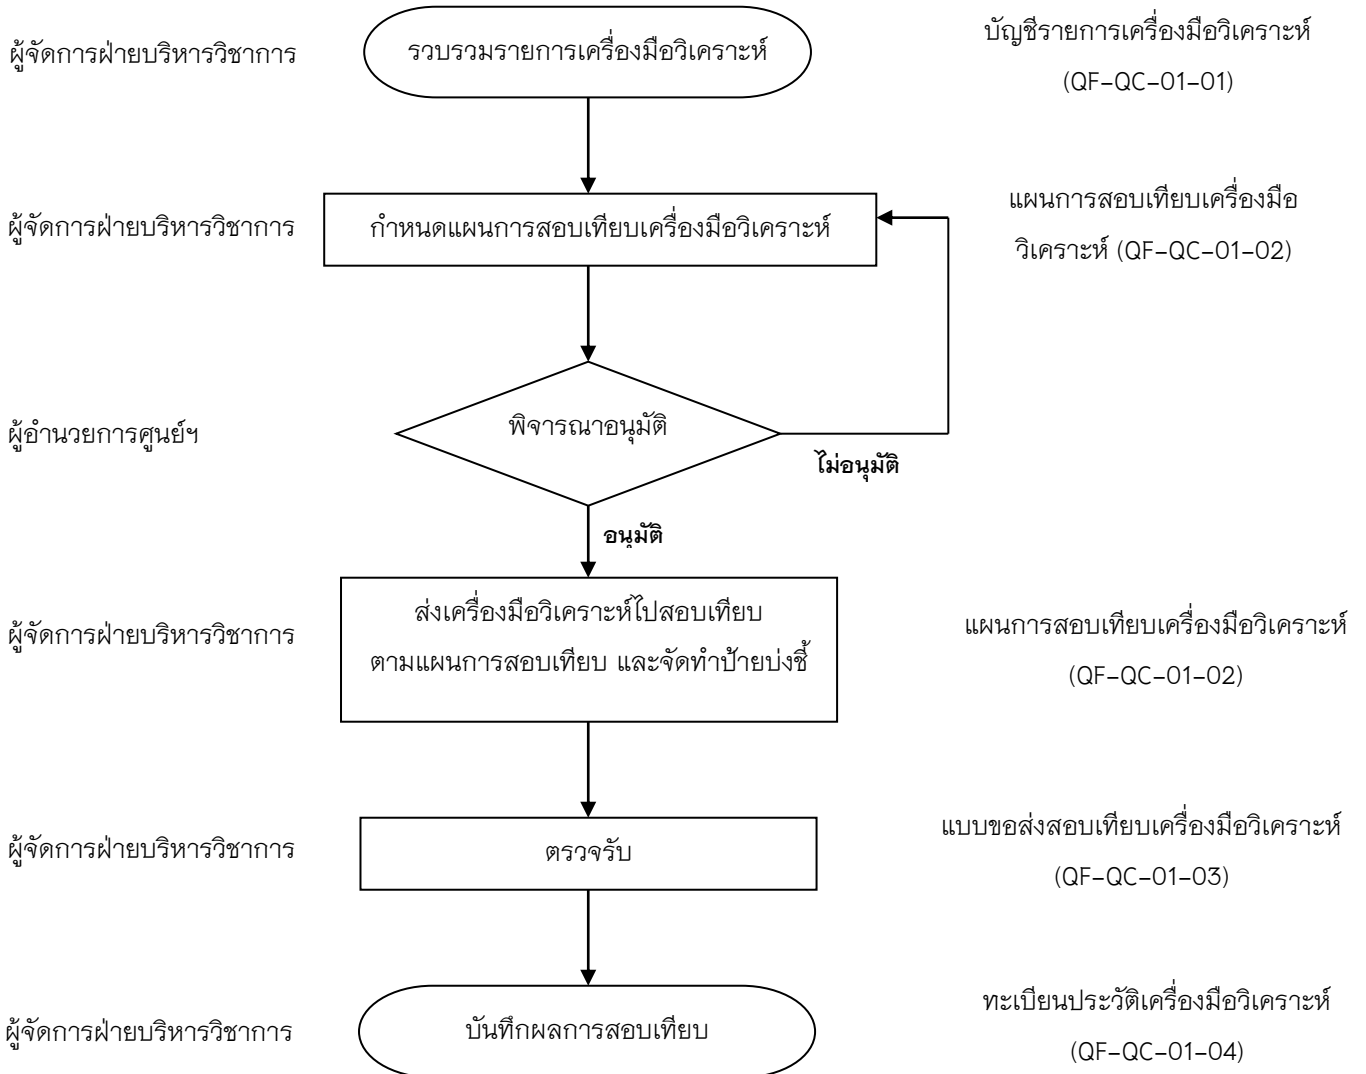 ผู้จัดการฝ่ายบริหารวิชาการ
รวบรวมรายการเครื่องมือวิเคราะห์
บัญชีรายการเครื่องมือวิเคราะห์
(QF-QC-01-01)
ผู้จัดการฝ่ายบริหารวิชาการ
กำหนดแผนการสอบเทียบเครื่องมือวิเคราะห์
แผนการสอบเทียบเครื่องมือ
วิเคราะห์ (QF-QC-01-02)
ผู้อำนวยการศูนย์ฯ
พิจารณาอนุมัติ
ไม่อนุมัติ
อนุมัติ
ผู้จัดการฝ่ายบริหารวิชาการ
ส่งเครื่องมือวิเคราะห์ไปสอบเทียบ
ตามแผนการสอบเทียบ และจัดทำป้ายบ่งชี้
แผนการสอบเทียบเครื่องมือวิเคราะห์
(QF-QC-01-02)
ผู้จัดการฝ่ายบริหารวิชาการ
ตรวจรับ
แบบขอส่งสอบเทียบเครื่องมือวิเคราะห์
(QF-QC-01-03)
ผู้จัดการฝ่ายบริหารวิชาการ
บันทึกผลการสอบเทียบ
ทะเบียนประวัติเครื่องมือวิเคราะห์
(QF-QC-01-04)